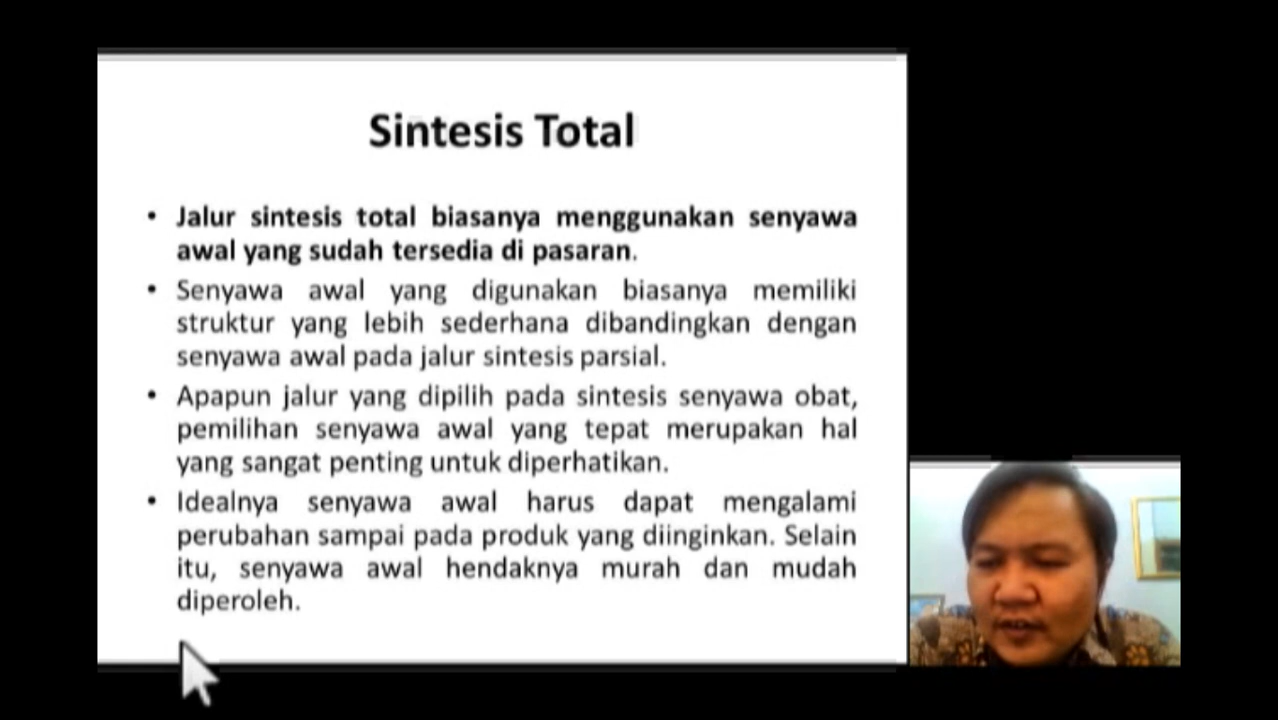 Sintesis Total
• Jalur sintesis total biasanya menggunakan senyawa
awal yang sudah tersedia di pasaran.
• Senyawa awal yang digunakan biasanya memiliki
struktur yang lebih sederhana dibandingkan dengan
senyawa awal pada jalur sintesis parsial.
• Apapun jalur yang dipilih pada sintesis senyawa obat,
pemilihan senyawa awal yang tepat merupakan hal
yang sangat penting untuk diperhatikan.
• Idealnya senyawa awal harus dapat mengalami
perubahan sampai pada produk yang diinginkan. Selain
itu, senyawa awal hendaknya murah dan mudah
diperoleh.